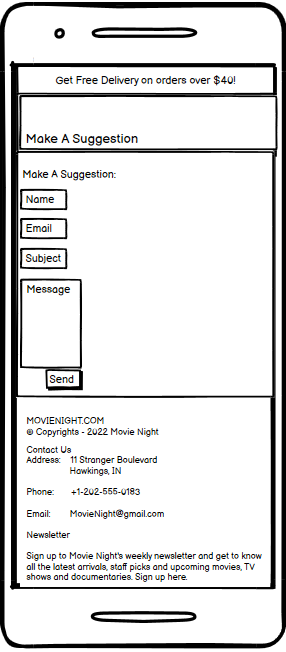 Get Free Delivery on orders over $40!
Make A Suggestion
Make A Suggestion:
Name
Email
Subject
Message
Send
MOVIENIGHT.COM
© Copyrights - 2022 Movie Night
Contact Us
Address: 11 Stranger Boulevard
Hawkings, IN
Phone: +1-202-555-0183
Email: MovieNight@gmail.com
Newsletter
Sign up to Movie Night's weekly newsletter and get to know
all the latest arrivals, staff picks and upcoming movies, TV
shows and documentaries. Sign up here.